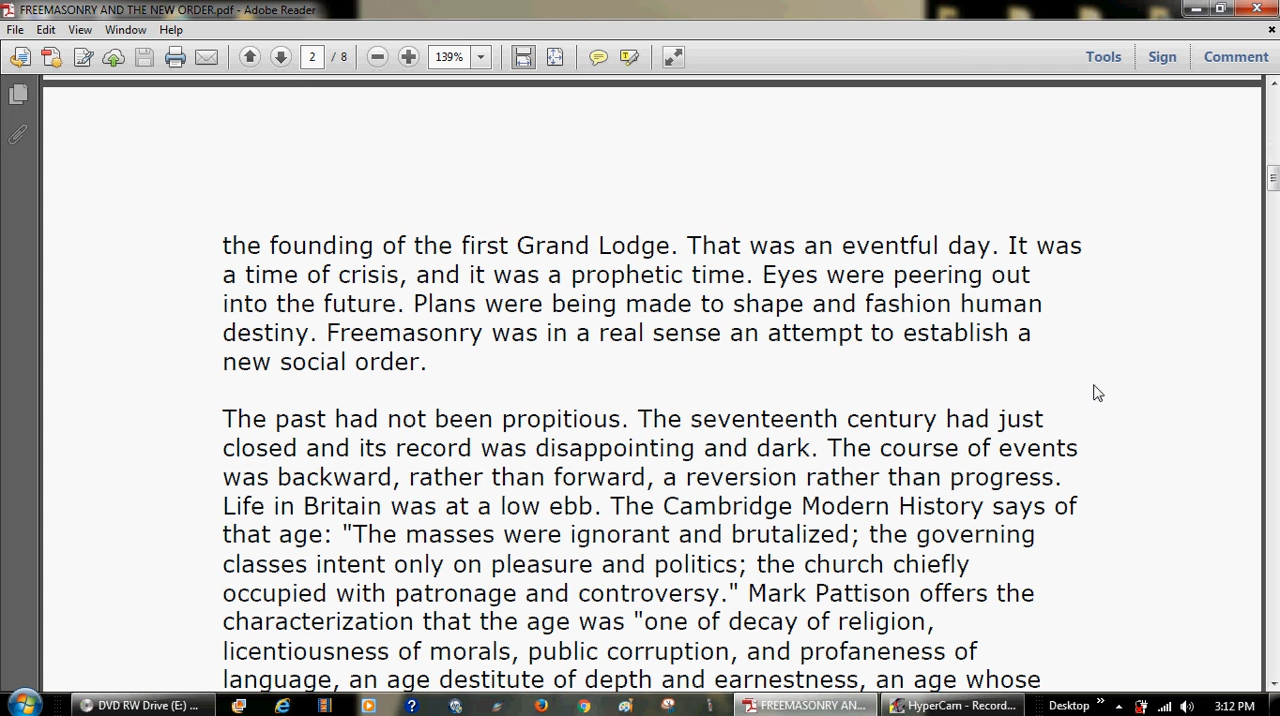 FREEMASONRY AND THE NEW ORDER.pdf - Adobe Reader
File Edit View Window Help
2 / 8 139% Tools Sign Comment
the founding of the first Grand Lodge. That was an eventful day. It was
a time of crisis, and it was a prophetic time. Eyes were peering out
into the future. Plans were being made to shape and fashion human
destiny. Freemasonry was in a real sense an attempt to establish a
new social order.
The past had not been propitious. The seventeenth century had just
closed and its record was disappointing and dark. The course of events
was backward, rather than forward, a reversion rather than progress.
Life in Britain was at a low ebb. The Cambridge Modern History says of
that age: "The masses were ignorant and brutalized; the governing
classes intent only on pleasure and politics; the church chiefly
occupied with patronage and controversy." Mark Pattison offers the
characterization that the age was "one of decay of religion,
licentiousness of morals, public corruption, and profaneness of
language, an age destitute of depth and earnestness, an age whose
DVD RW Drive (E:) ... FREEMASONRY AN... HyperCam - Record... Desktop 3:12 PM